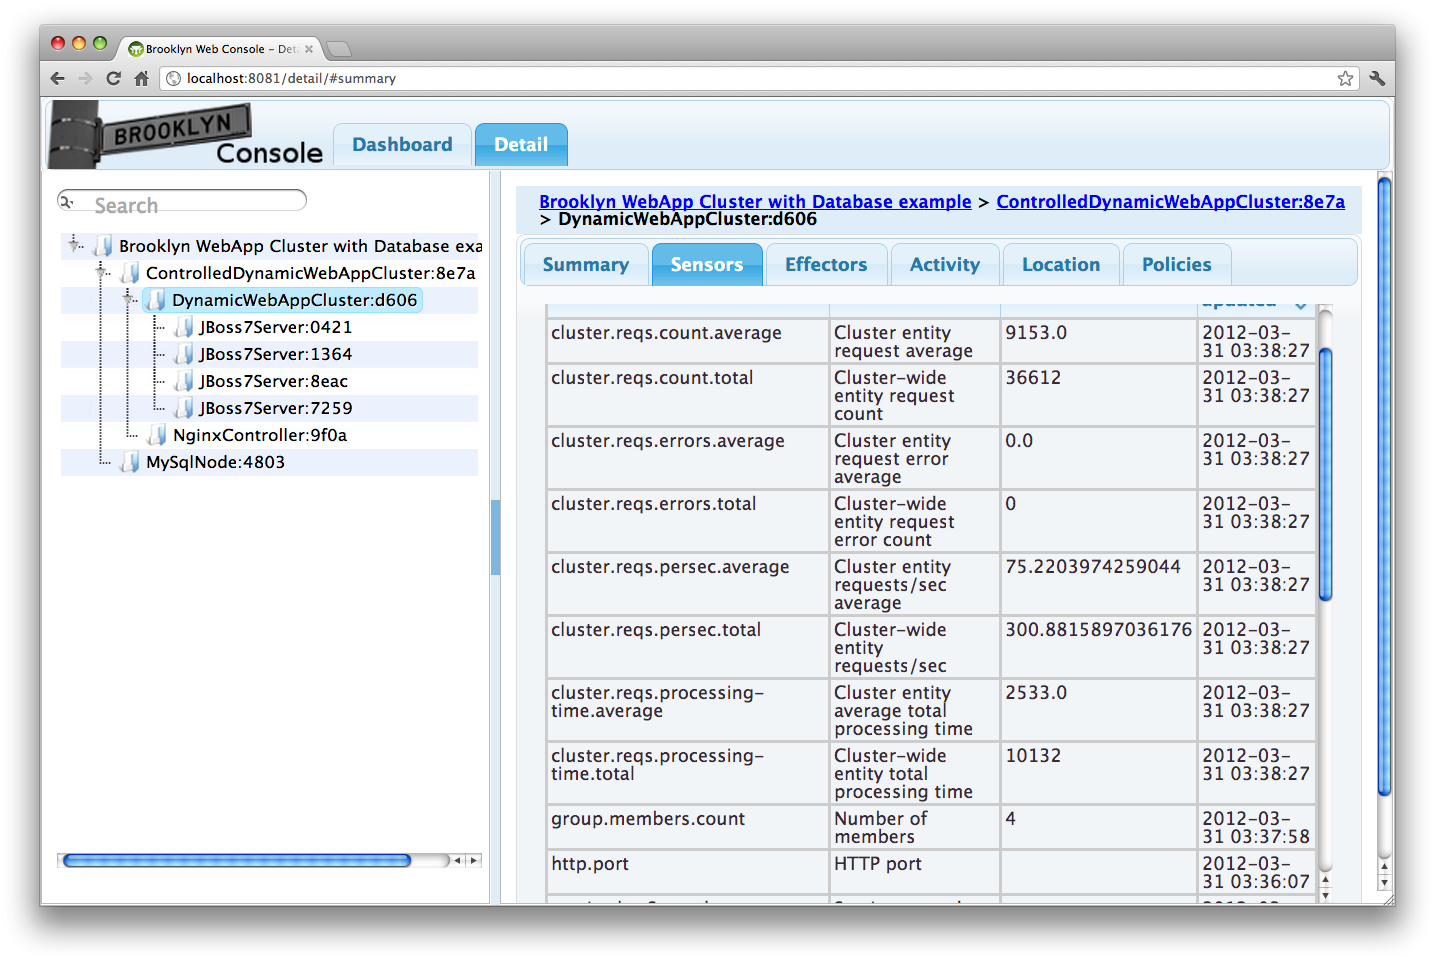 Brooklyn Web Console – Deta
localhost:8081/detail/#summary
BROOKLYN
Console
Dashboard
Detail
Search
Brooklyn WebApp Cluster with Database exa
ControlledDynamicWebAppCluster:8e7a
DynamicWebAppCluster:d606
JBoss7Server:0421
JBoss7Server:1364
JBoss7Server:8eac
JBoss7Server:7259
NginxController:9f0a
MySqlNode:4803
Brooklyn WebApp Cluster with Database example > ControlledDynamicWebAppCluster:8e7a
> DynamicWebAppCluster:d606
Summary
Sensors
Effectors
Activity
Location
Policies
updated
cluster.reqs.count.average
Cluster entity
request average
9153.0
2012-03-
31 03:38:27
cluster.reqs.count.total
Cluster-wide
entity request
count
36612
2012-03-
31 03:38:27
cluster.reqs.errors.average
Cluster entity
request error
average
0.0
2012-03-
31 03:38:27
cluster.reqs.errors.total
Cluster-wide
entity request
error count
0
2012-03-
31 03:38:27
cluster.reqs.persec.average
Cluster entity
requests/sec
average
75.2203974259044
2012-03-
31 03:38:27
cluster.reqs.persec.total
Cluster-wide
entity
requests/sec
300.8815897036176
2012-03-
31 03:38:27
cluster.reqs.processing-
time.average
Cluster entity
average total
processing time
2533.0
2012-03-
31 03:38:27
cluster.reqs.processing-
time.total
Cluster-wide
entity total
processing time
10132
2012-03-
31 03:38:27
group.members.count
Number of
members
4
2012-03-
31 03:37:58
http.port
HTTP port
2012-03-
31 03:36:07